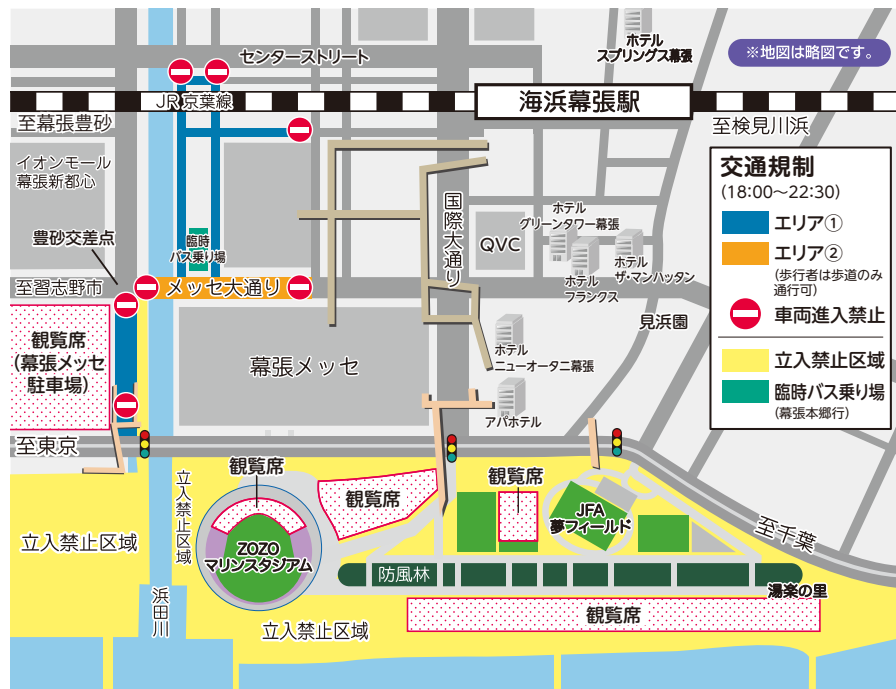 センターストリート
ホテル
スプリングス幕張
※地図は略図です。
JR京葉線
海浜幕張駅
至幕張豊砂
至検見川浜
イオンモール
幕張新都心
交通規制
(18:00〜22:30)
エリア①
エリア②
(歩行者は歩道のみ
通行可)
車両進入禁止
立入禁止区域
臨時バス乗り場
(幕張本郷行)
国際大通り
ホテル
グリーンタワー幕張
QVC
豊砂交差点
臨時
バス乗り場
ホテル
ザ・マンハッタン
ホテル
フランクス
至習志野市
メッセ大通り
見浜園
観覧席
(幕張メッセ
駐車場)
幕張メッセ
ホテル
ニューオータニ幕張
アパホテル
至東京
観覧席
観覧席
観覧席
立入禁止区域
JFA
夢フィールド
至千葉
立入禁止区域
ZOZO
マリンスタジアム
防風林
湯楽の里
浜田川
観覧席
立入禁止区域